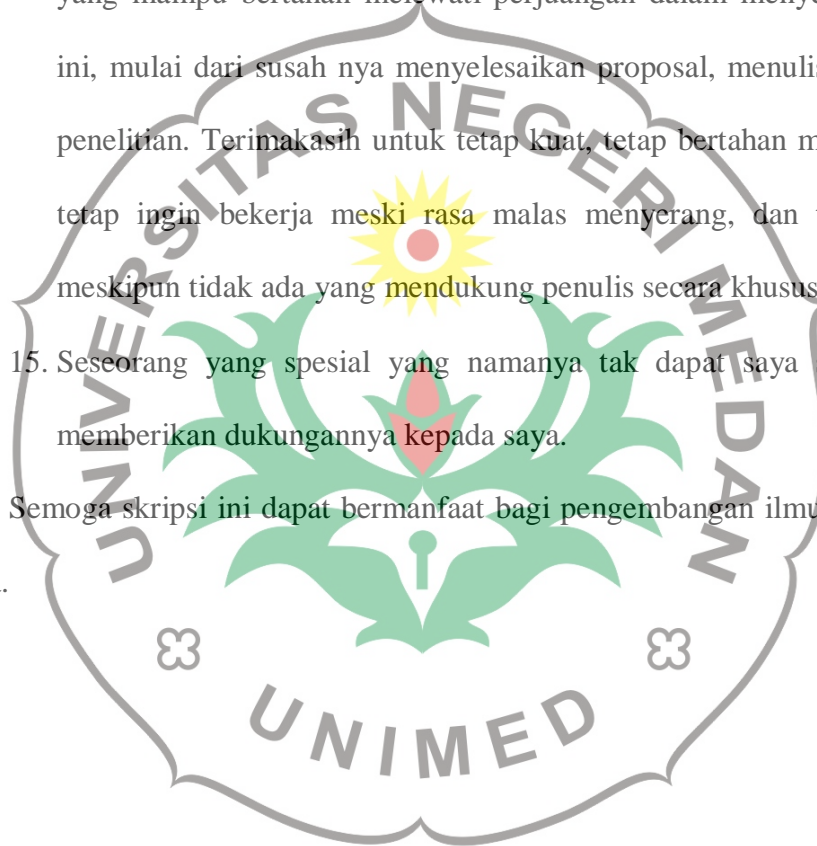 yang mampu bertahan melewati perjuangan dalam
ini, mulai dari susah nya menyelesaikan proposal, menulis
penelitian. Terimakasih untuk tetap kuat, tetap bertahan
tetap ingin bekerja meski rasa malas menyerang, dan
meskipun tidak ada yang mendukung penulis secara khusus
15. Seseorang yang spesial yang namanya tak dapat saya
memberikan dukungannya kepada saya.
Semoga skripsi ini dapat bermanfaat bagi pengembangan ilmu
UNIVERSITAS NEGERI MEDAN
UNIMED